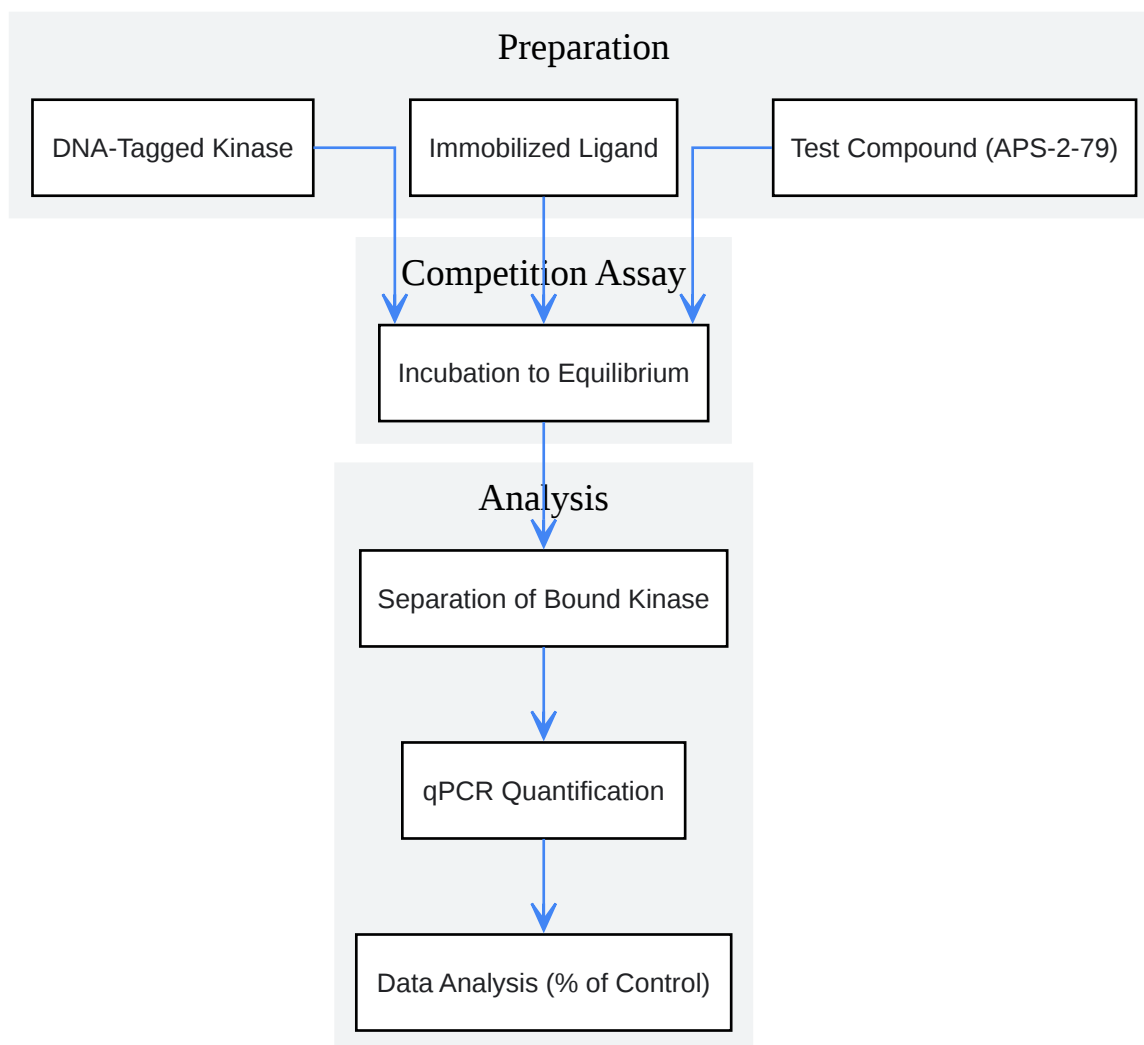 Preparation
DNA-Tagged Kinase
Immobilized Ligand
Test Compound (APS-2-79)
Competition Assay
Incubation to Equilibrium
Analysis
Separation of Bound Kinase
qPCR Quantification
Data Analysis (% of Control)